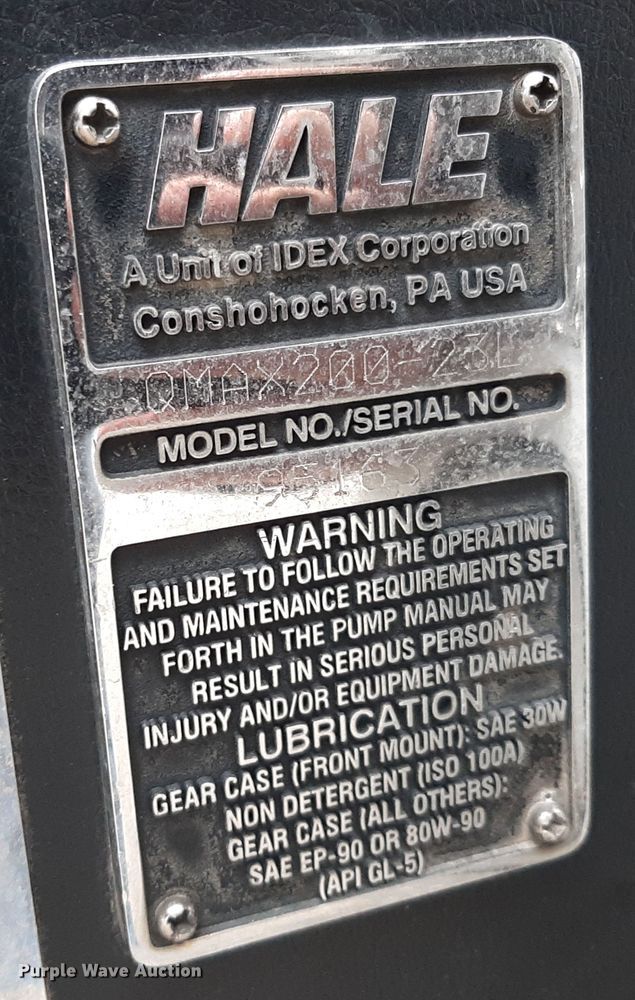 HALE
A Unit of IDEX Corporation
Conshohocken, PA USA
QMAX200-23L
MODEL NO./SERIAL NO.
95163
WARNING
FAILURE TO FOLLOW THE OPERATING
AND MAINTENANCE REQUIREMENTS SET
FORTH IN THE PUMP MANUAL MAY
RESULT IN SERIOUS PERSONAL
INJURY AND/OR EQUIPMENT DAMAGE.
LUBRICATION
GEAR CASE (FRONT MOUNT): SAE 30W
NON DETERGENT (ISO 100A)
GEAR CASE (ALL OTHERS):
SAE EP-90 OR 80W-90
(API GL-5)
Purple Wave Auction